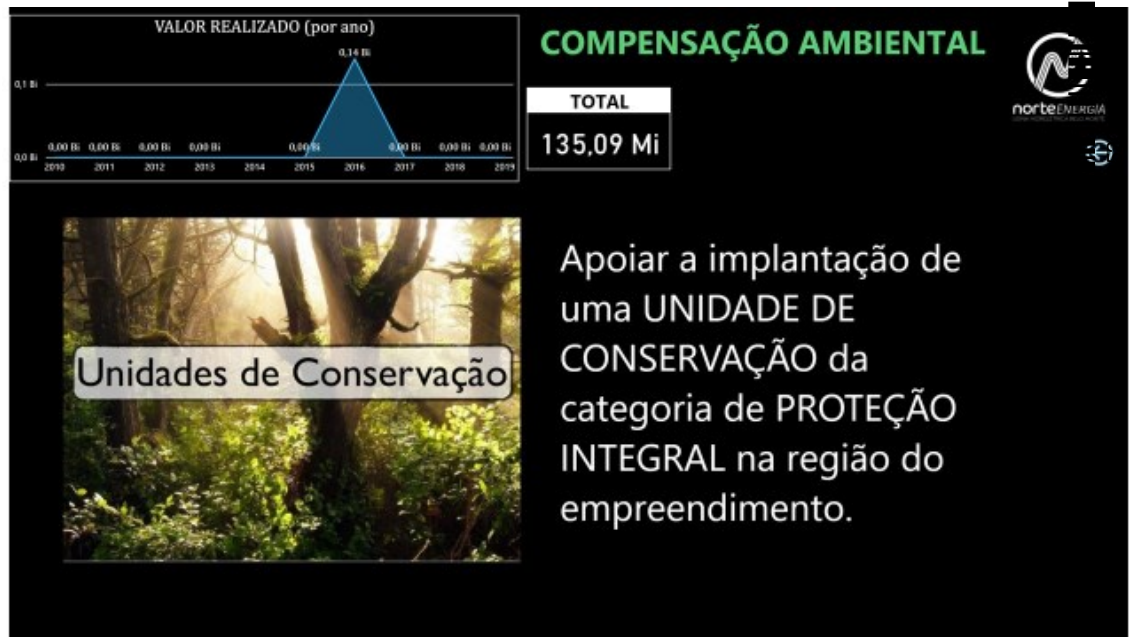 VALOR REALIZADO (por ano)
0,14 Bi
0,1 Bi
0,00 Bi 0,00 Bi 0,00 Bi 0,00 Bi 0,00 Bi 0,00 Bi 0,00 Bi 0,00 Bi
0,0 Bi
2010 2011 2012 2013 2014 2015 2016 2017 2018 2019
COMPENSAÇÃO AMBIENTAL
TOTAL
135,09 Mi
norteENERGIA
Unidades de Conservação
Apoiar a implantação de
uma UNIDADE DE
CONSERVAÇÃO da
categoria de PROTEÇÃO
INTEGRAL na região do
empreendimento.